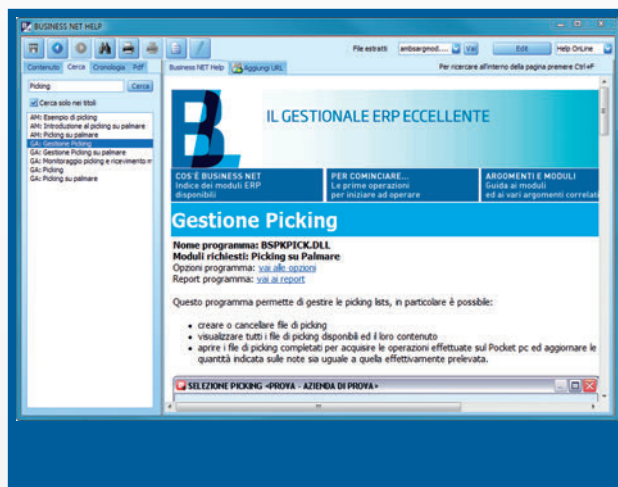 BUSINESS NET HELP
File estratti
Vai
Edit
Help OnLine
Contenuto Cerca Cronologia Pdf
Business NET Help Aggiungi URL
Per ricercare all'interno della pagina premere Ctrl+F
Picking
Cerca
Cerca solo nei titoli
AM: Esempio di picking
AM: Introduzione al picking su palmare
AM: Picking su palmare
GA: Gestione Picking
GA: Gestione Picking su palmare
GA: Monitoraggio picking e ricevimento m
GA: Picking
GA: Picking su palmare
IL GESTIONALE ERP ECCELLENTE
COS'È BUSINESS NET
Indice dei moduli ERP
disponibili
PER COMINCIARE...
Le prime operazioni
per iniziare ad operare
ARGOMENTI E MODULI
Guida ai moduli
ed ai vari argomenti correlati
Gestione Picking
Nome programma: BSPKPICK.DLL
Moduli richiesti: Picking su Palmare
Opzioni programma: vai alle opzioni
Report programma: vai ai report
Questo programma permette di gestire le picking lists, in particolare è possibile:
• creare o cancellare file di picking
• visualizzare tutti i file di picking disponibili ed il loro contenuto
• aprire i file di picking completati per acquisire le operazioni effettuate sul Pocket pc ed aggiornare le
quantità indicata sulle note sia uguale a quella effettivamente prelevata.
SELEZIONE PICKING «PROVA - AZIENDA DI PROVA»